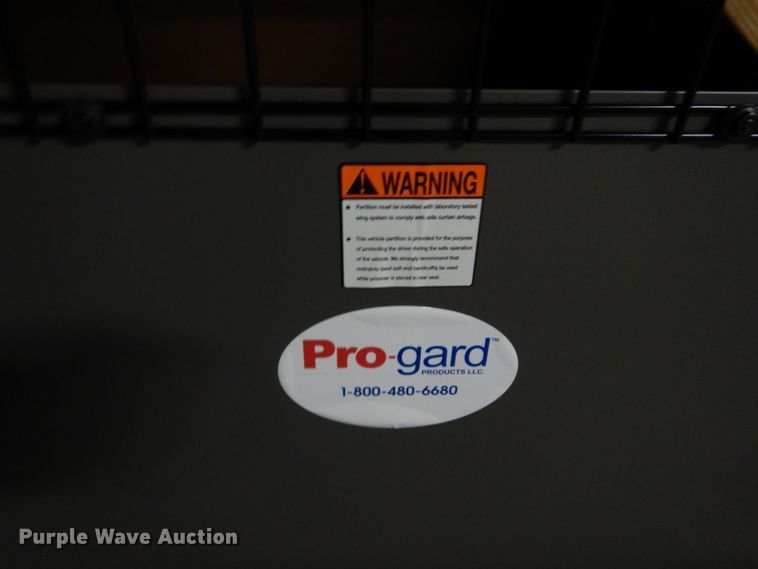 WARNING
Partition must be installed with laboratory tested
wing system to comply with side curtain airbags.
This vehicle partition is provided for the purpose
of protecting the driver during the safe operation
of the vehicle. We strongly recommend that
restraints (seat belt and handcuffs) be used
while prisoner is placed in rear seat.
Pro-gard™
PRODUCTS LLC.
1-800-480-6680
Purple Wave Auction